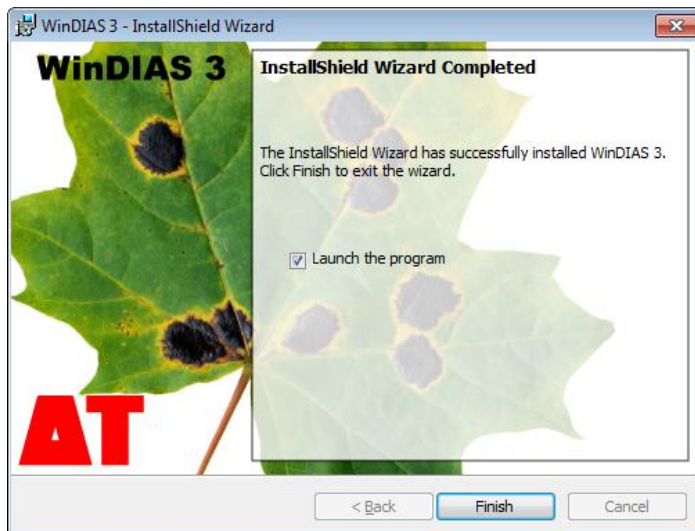 WinDIAS 3 - InstallShield Wizard
WinDIAS 3
InstallShield Wizard Completed
The InstallShield Wizard has successfully installed WinDIAS 3.
Click Finish to exit the wizard.
Launch the program
ΔT
< Back
Finish
Cancel